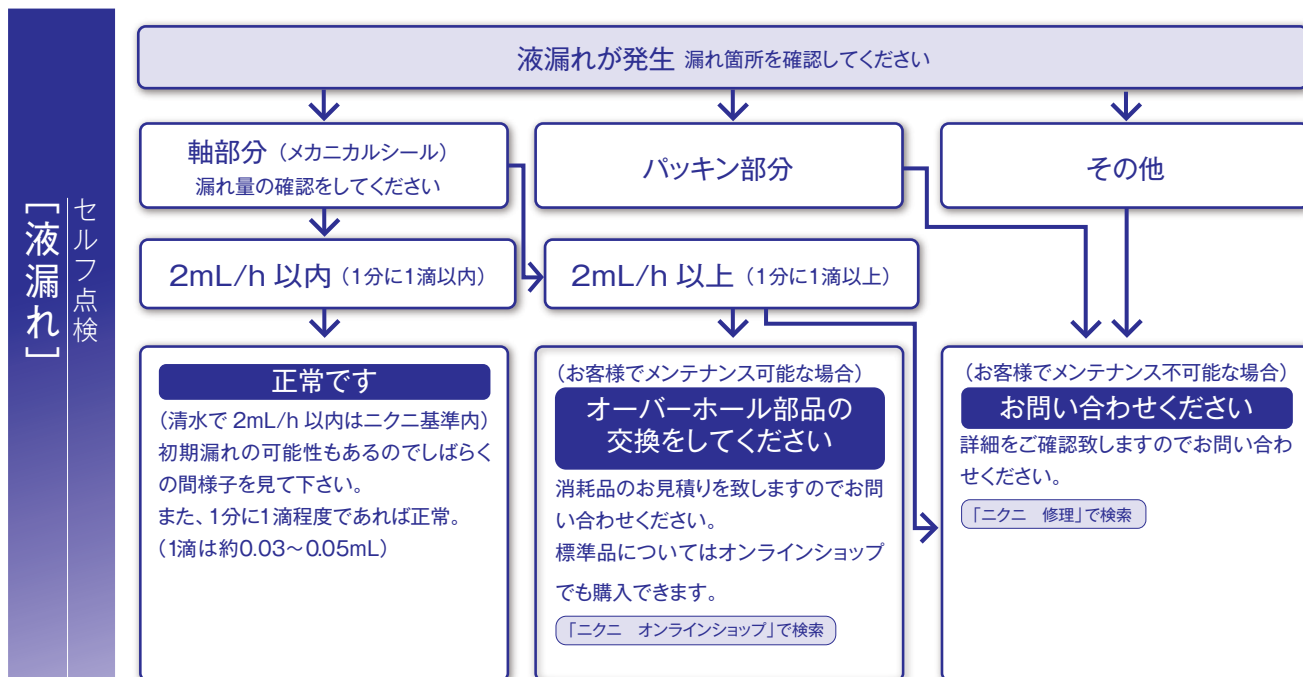 セルフ点検
[液漏れ]
液漏れが発生 漏れ箇所を確認してください
軸部分（メカニカルシール）
漏れ量の確認をしてください
パッキン部分
その他
2mL/h 以内（1分に1滴以内）
2mL/h 以上（1分に1滴以上）
正常です
（清水で 2mL/h 以内はニクニ基準内）
初期漏れの可能性もあるのでしばらく
の間様子を見て下さい。
また、1分に1滴程度であれば正常。
（1滴は約0.03〜0.05mL）
（お客様でメンテナンス可能な場合）
オーバーホール部品の
交換をしてください
消耗品のお見積りを致しますのでお問
い合わせください。
標準品についてはオンラインショップ
でも購入できます。
「ニクニ　オンラインショップ」で検索
（お客様でメンテナンス不可能な場合）
お問い合わせください
詳細をご確認致しますのでお問い合わ
せください。
「ニクニ　修理」で検索